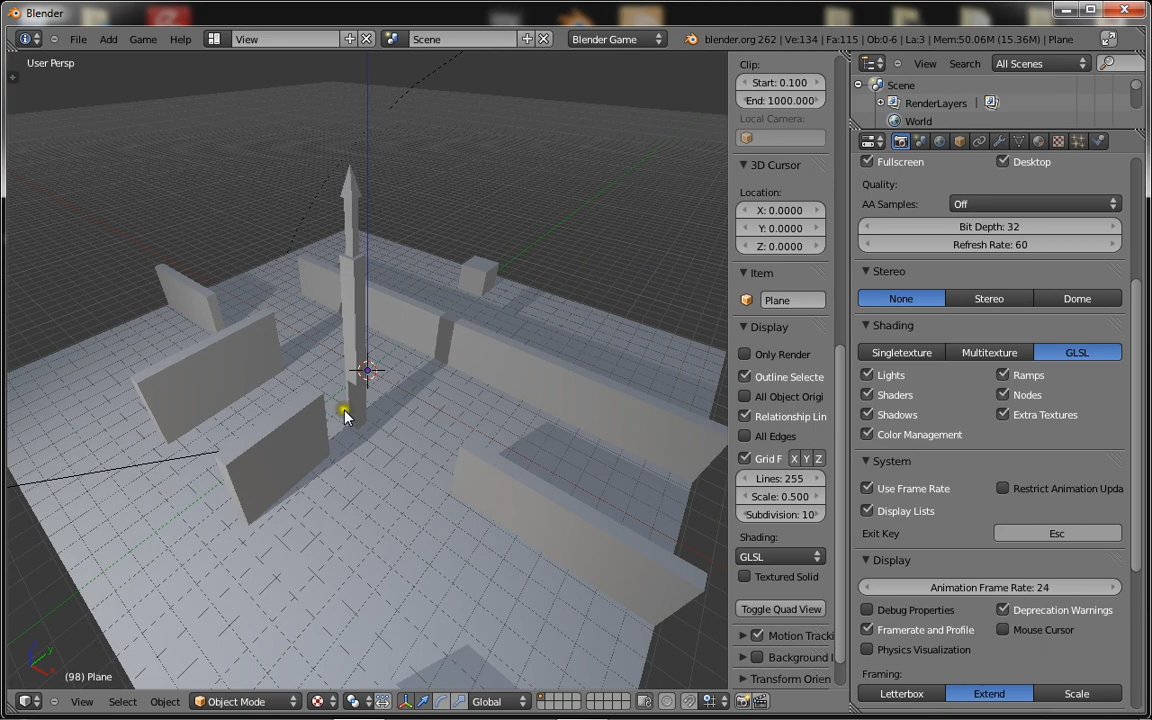 Blender
File Add Game Help View Scene Blender Game blender.org 262 | Ve:134 | Fa:115 | Ob:0-6 | La:3 | Mem:50.06M (15.36M) | Plane
User Persp
(98) Plane
View Select Object Object Mode Global
Clip:
Start: 0.100
End: 1000.000
Local Camera:
3D Cursor
Location:
X: 0.0000
Y: 0.0000
Z: 0.0000
Item
Plane
Display
Only Render
Outline Selecte
All Object Origi
Relationship Lin
All Edges
Grid F X Y Z
Lines: 255
Scale: 0.500
Subdivision: 10
Shading:
GLSL
Textured Solid
Toggle Quad View
Motion Tracki
Background I
Transform Orien
View Search All Scenes
Scene
RenderLayers |
World
Fullscreen Desktop
Quality:
AA Samples: Off
Bit Depth: 32
Refresh Rate: 60
Stereo
None Stereo Dome
Shading
Singletexture Multitexture GLSL
Lights Ramps
Shaders Nodes
Shadows Extra Textures
Color Management
System
Use Frame Rate Restrict Animation Upda
Display Lists
Exit Key Esc
Display
Animation Frame Rate: 24
Debug Properties Deprecation Warnings
Framerate and Profile Mouse Cursor
Physics Visualization
Framing:
Letterbox Extend Scale